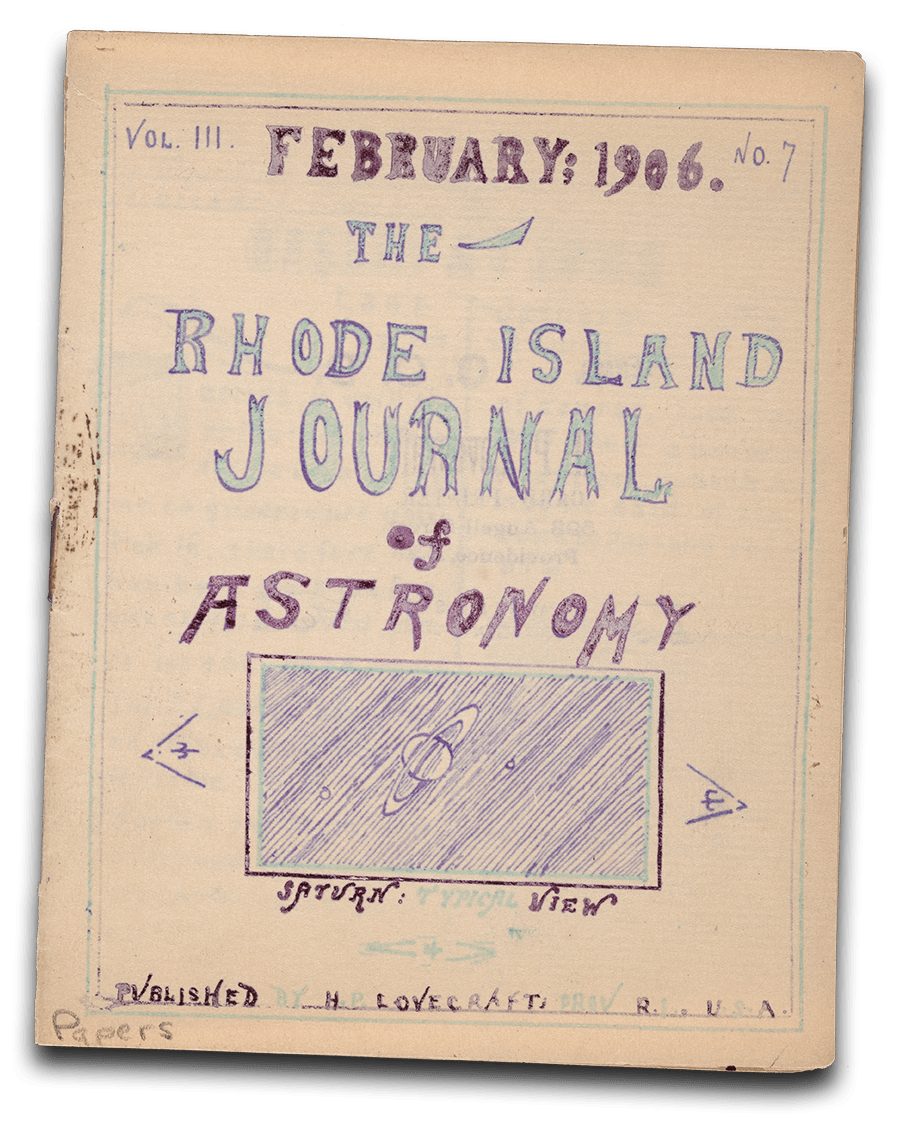 VOL. III. FEBRUARY; 1906. NO. 7
THE
RHODE ISLAND
JOURNAL
of
ASTRONOMY
SATURN: TYPICAL VIEW
PUBLISHED BY H.P. LOVECRAFT, PROV. R.I., U.S.A.
Papers